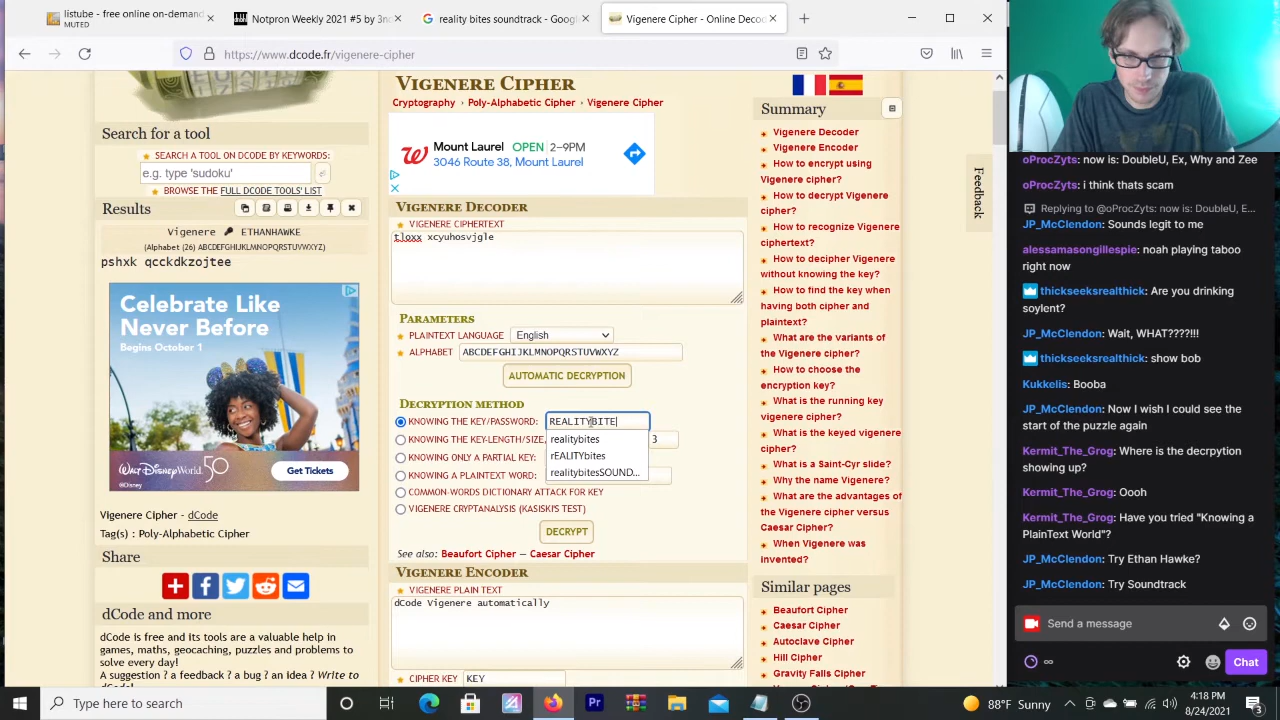 listube - free online on-demand
MUTED
Notpron Weekly 2021 #5 by 3nd
reality bites soundtrack - Goog
Vigenere Cipher - Online Decod
https://www.dcode.fr/vigenere-cipher
Search for a tool
SEARCH A TOOL ON DCODE BY KEYWORDS:
e.g. type 'sudoku'
BROWSE THE FULL DCODE TOOLS' LIST
Results
Vigenere ETHANHAWKE
(Alphabet (26) ABCDEFGHIJKLMNOPQRSTUVWXYZ)
pshxk qcckdkzojtee
Celebrate Like
Never Before
Begins October 1
50
©Disney
Get Tickets
Vigenere Cipher - dCode
Tag(s) : Poly-Alphabetic Cipher
Share
dCode and more
dCode is free and its tools are a valuable help in
games, maths, geocaching, puzzles and problems to
solve every day!
A suggestion ? a feedback ? a bug ? an idea ? Write to
VIGENERE CIPHER
Cryptography › Poly-Alphabetic Cipher › Vigenere Cipher
Mount Laurel OPEN 2–9PM
3046 Route 38, Mount Laurel
VIGENERE DECODER
VIGENERE CIPHERTEXT
tloxx xcyuhosvjgle
PARAMETERS
PLAINTEXT LANGUAGE English
ALPHABET ABCDEFGHIJKLMNOPQRSTUVWXYZ
AUTOMATIC DECRYPTION
DECRYPTION METHOD
KNOWING THE KEY/PASSWORD: REALITYBITE
realitybites
rEALITYbites
realitybitesSOUND...
KNOWING THE KEY-LENGTH/SIZE, 3
KNOWING ONLY A PARTIAL KEY:
KNOWING A PLAINTEXT WORD:
COMMON-WORDS DICTIONARY ATTACK FOR KEY
VIGENERE CRYPTANALYSIS (KASISKI'S TEST)
DECRYPT
See also: Beaufort Cipher — Caesar Cipher
VIGENERE ENCODER
VIGENERE PLAIN TEXT
dCode Vigenere automatically
CIPHER KEY KEY
Summary
Vigenere Decoder
Vigenere Encoder
How to encrypt using
Vigenere cipher?
How to decrypt Vigenere
cipher?
How to recognize Vigenere
ciphertext?
How to decipher Vigenere
without knowing the key?
How to find the key when
having both cipher and
plaintext?
What are the variants of
the Vigenere cipher?
How to choose the
encryption key?
What is the running key
vigenere cipher?
What is the keyed vigenere
cipher?
What is a Saint-Cyr slide?
Why the name Vigenere?
What are the advantages of
the Vigenere cipher versus
Caesar Cipher?
When Vigenere was
invented?
Similar pages
Beaufort Cipher
Caesar Cipher
Autoclave Cipher
Hill Cipher
Gravity Falls Cipher
Feedback
oProcZyts: now is: DoubleU, Ex, Why and Zee
oProcZyts: i think thats scam
Replying to @oProcZyts: now is: DoubleU, E...
JP_McClendon: Sounds legit to me
alessamasongillespie: noah playing taboo
right now
thickseeksrealthick: Are you drinking
soylent?
JP_McClendon: Wait, WHAT????!!!!
thickseeksrealthick: show bob
Kukkelis: Booba
JP_McClendon: Now I wish I could see the
start of the puzzle again
Kermit_The_Grog: Where is the decryption
showing up?
Kermit_The_Grog: Oooh
Kermit_The_Grog: Have you tried "Knowing a
PlainText World"?
JP_McClendon: Try Ethan Hawke?
JP_McClendon: Try Soundtrack
Send a message
Chat
Type here to search
88°F Sunny
4:18 PM
8/24/2021
3